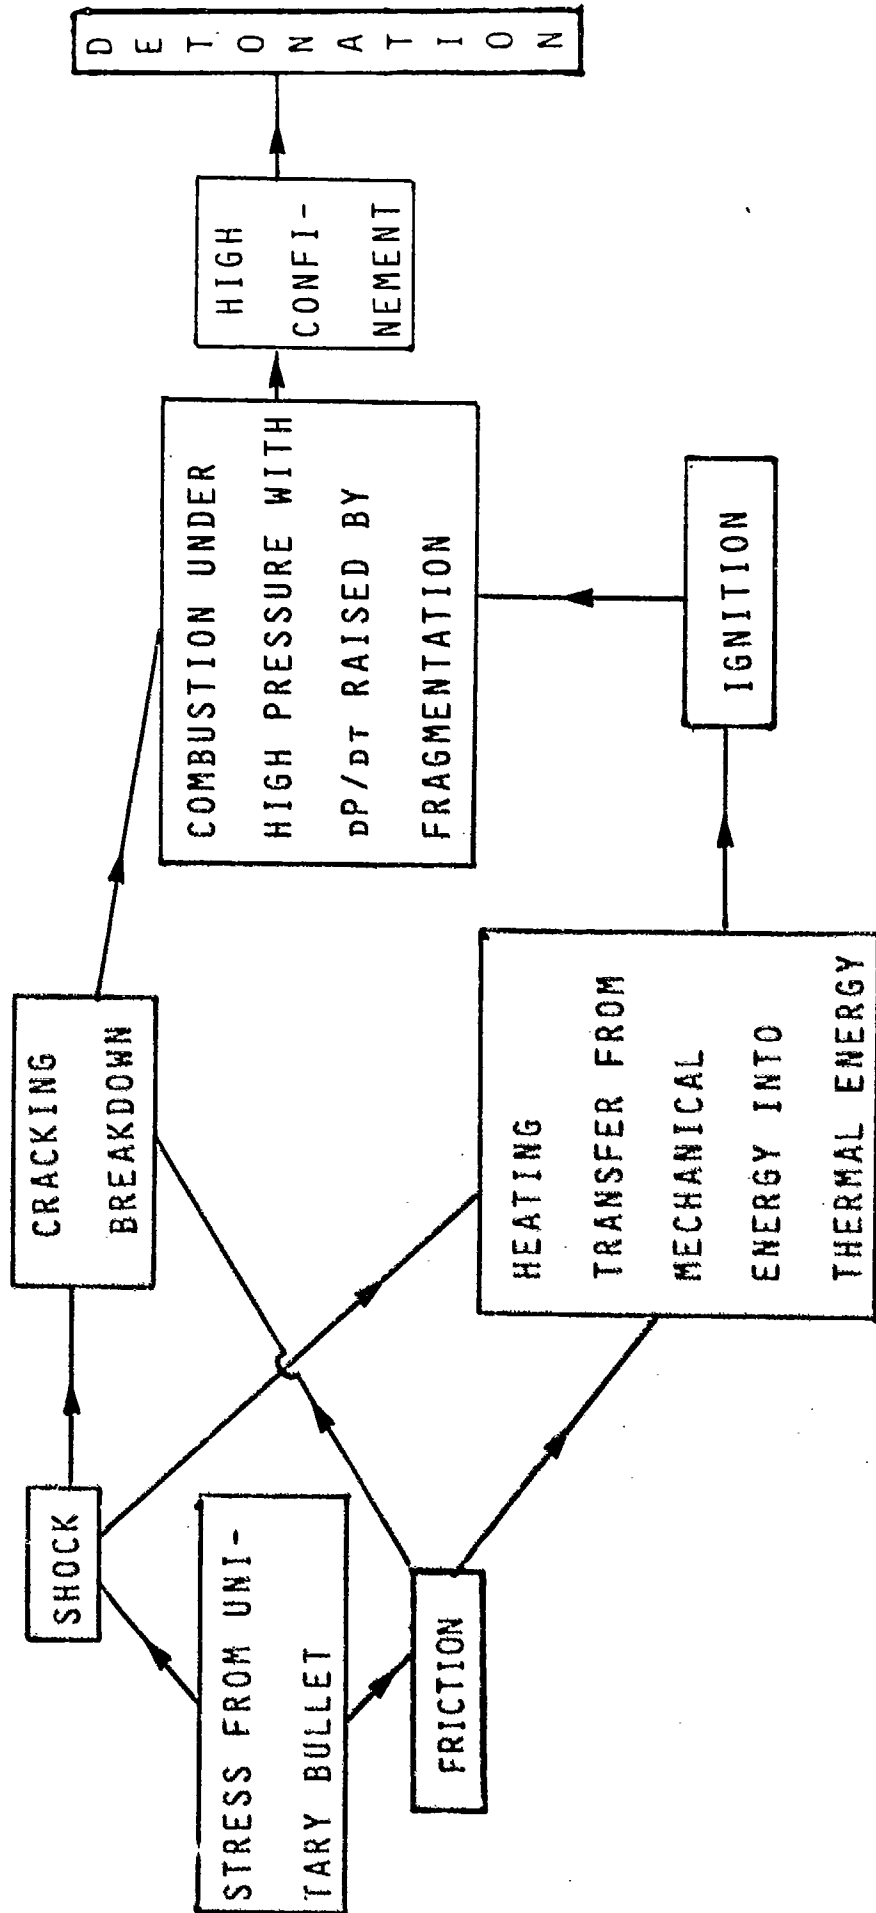 STRESS FROM UNI-
TARY BULLET
SHOCK
FRICTION
CRACKING
BREAKDOWN
HEATING
TRANSFER FROM
MECHANICAL
ENERGY INTO
THERMAL ENERGY
IGNITION
COMBUSTION UNDER
HIGH PRESSURE WITH
DP/DT RAISED BY
FRAGMENTATION
HIGH
CONFI-
NEMENT
DETONATION